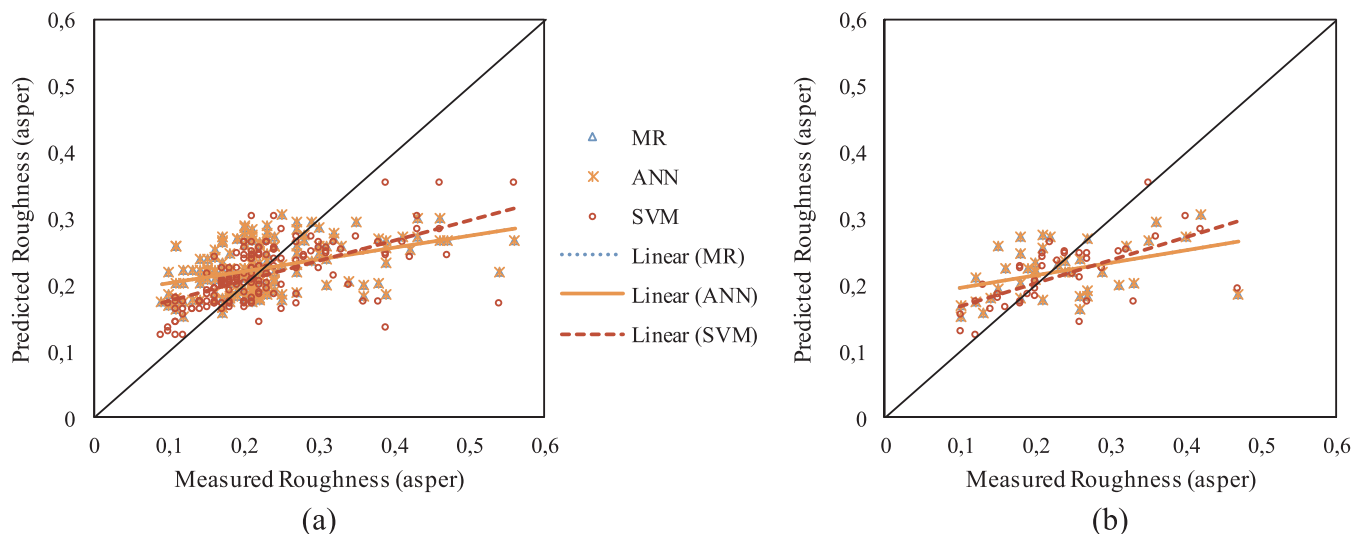 0,6
0,5
0,4
0,3
0,2
0,1
0
Predicted Roughness (asper)
0 0,1 0,2 0,3 0,4 0,5 0,6
Measured Roughness (asper)
(a)
MR
ANN
SVM
Linear (MR)
Linear (ANN)
Linear (SVM)
0,6
0,5
0,4
0,3
0,2
0,1
0
Predicted Roughness (asper)
0 0,1 0,2 0,3 0,4 0,5 0,6
Measured Roughness (asper)
(b)